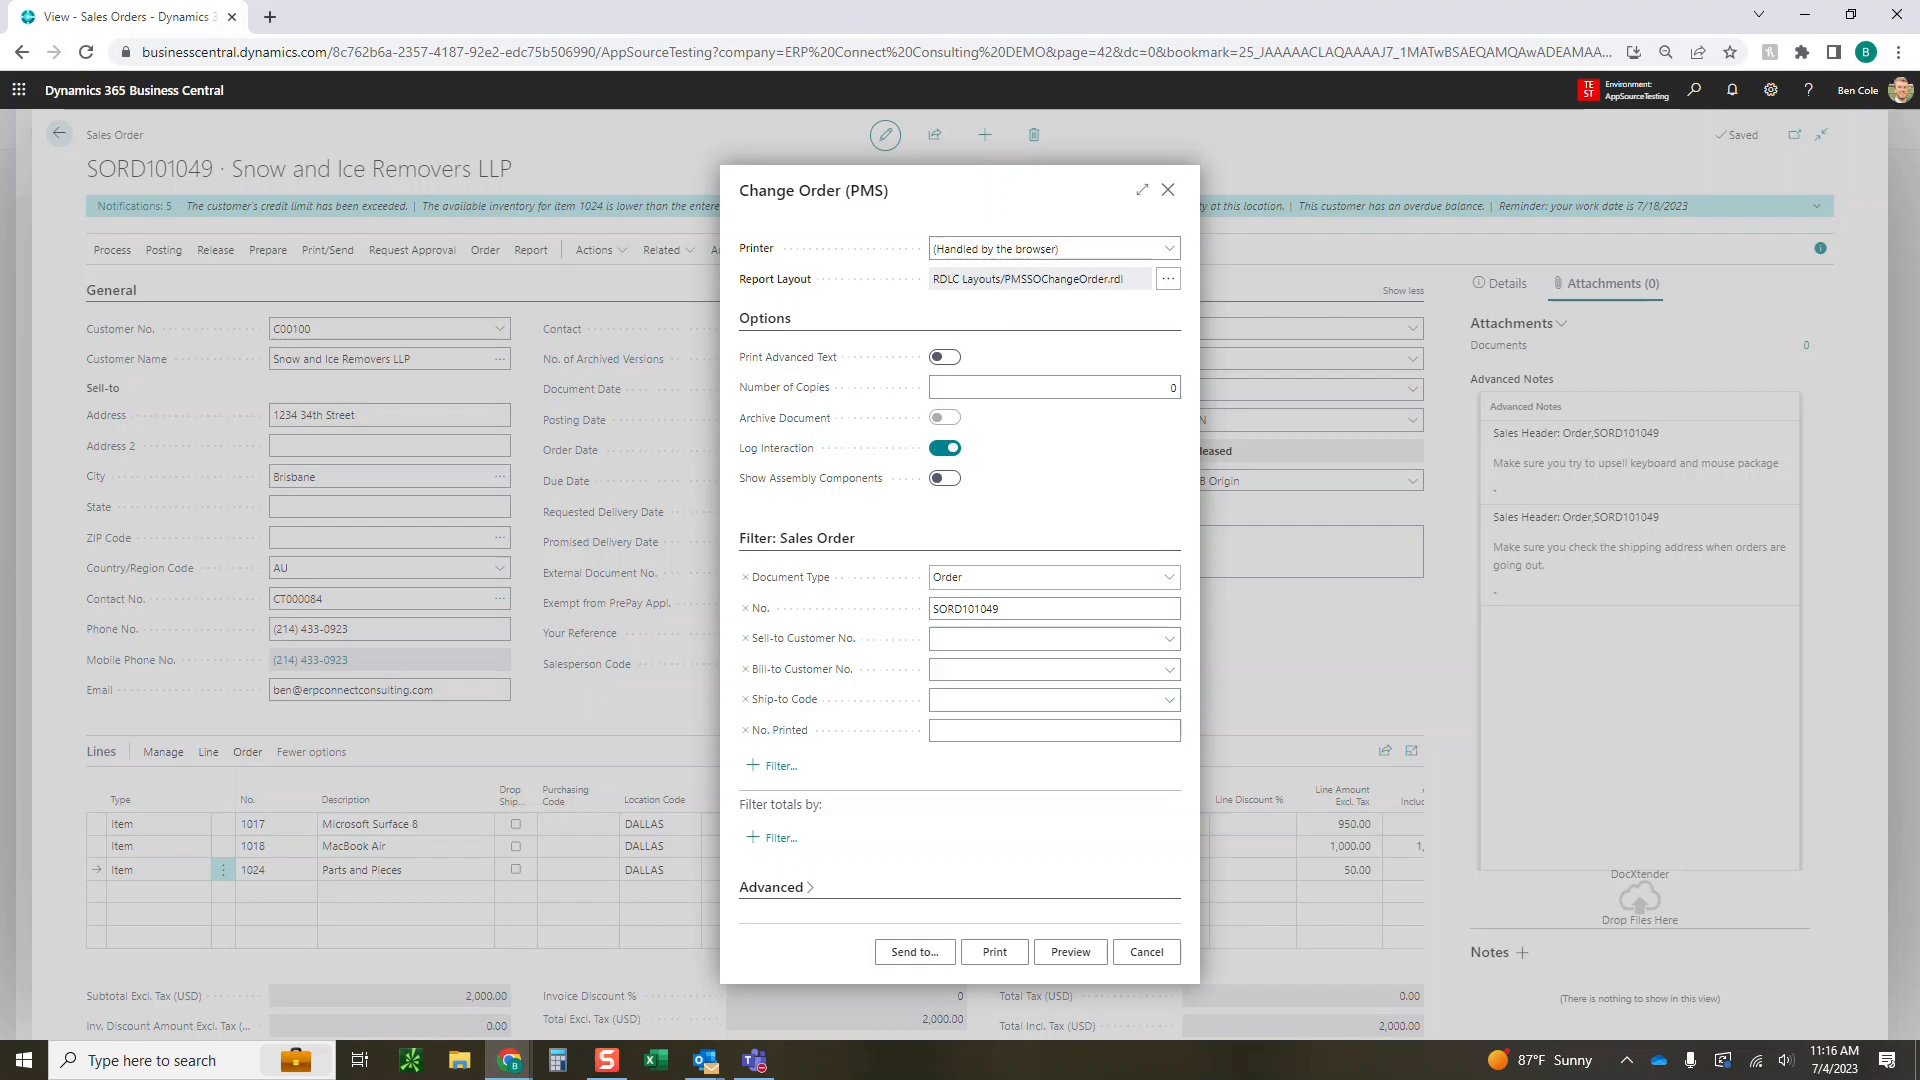 View - Sales Orders - Dynamics 3
businesscentral.dynamics.com/8c762b6a-2357-4187-92e2-edc75b506990/AppSourceTesting?company=ERP%20Connect%20Consulting%20DEMO&page=42&dc=0&bookmark=25_JAAAAACLAQAAAAJ7_1MATwBSAEQAMQAwADEAMAA...
B
Dynamics 365 Business Central
TE
ST
Environment:
AppSourceTesting
Ben Cole
Sales Order
Saved
SORD101049 · Snow and Ice Removers LLP
Notifications: 5
The customer's credit limit has been exceeded. | The available inventory for item 1024 is lower than the entere
y at this location. | This customer has an overdue balance. | Reminder: your work date is 7/18/2023
Process
Posting
Release
Prepare
Print/Send
Request Approval
Order
Report
Actions
Related
General
Show less
Customer No.
C00100
Customer Name
Snow and Ice Removers LLP
Sell-to
Address
1234 34th Street
Address 2
City
Brisbane
State
ZIP Code
Country/Region Code
AU
Contact No.
CT000084
Phone No.
(214) 433-0923
Mobile Phone No.
(214) 433-0923
Email
ben@erpconnectconsulting.com
Contact
No. of Archived Versions
Document Date
Posting Date
Order Date
Due Date
Requested Delivery Date
Promised Delivery Date
External Document No.
Exempt from PrePay Appl.
Your Reference
Salesperson Code
N
leased
B Origin
Change Order (PMS)
Printer
(Handled by the browser)
Report Layout
RDLC Layouts/PMSSOChangeOrder.rdl
Options
Print Advanced Text
Number of Copies
0
Archive Document
Log Interaction
Show Assembly Components
Filter: Sales Order
Document Type
Order
No.
SORD101049
Sell-to Customer No.
Bill-to Customer No.
Ship-to Code
No. Printed
Filter...
Filter totals by:
Filter...
Advanced
Send to...
Print
Preview
Cancel
Details
Attachments (0)
Attachments
Documents
0
Advanced Notes
Advanced Notes
Sales Header: Order,SORD101049
Make sure you try to upsell keyboard and mouse package
.
Sales Header: Order,SORD101049
Make sure you check the shipping address when orders are
going out.
.
DocXtender
Drop Files Here
Notes
(There is nothing to show in this view)
Lines
Manage
Line
Order
Fewer options
Type
No.
Description
Drop
Ship...
Purchasing
Code
Location Code
Line Discount %
Line Amount
Excl. Tax
Item
1017
Microsoft Surface 8
DALLAS
950.00
Item
1018
MacBook Air
DALLAS
1,000.00
1,
Item
1024
Parts and Pieces
DALLAS
50.00
Subtotal Excl. Tax (USD)
2,000.00
Invoice Discount %
0
Total Tax (USD)
0.00
Inv. Discount Amount Excl. Tax (...
0.00
Total Excl. Tax (USD)
2,000.00
Total Incl. Tax (USD)
2,000.00
Type here to search
87°F Sunny
11:16 AM
7/4/2023